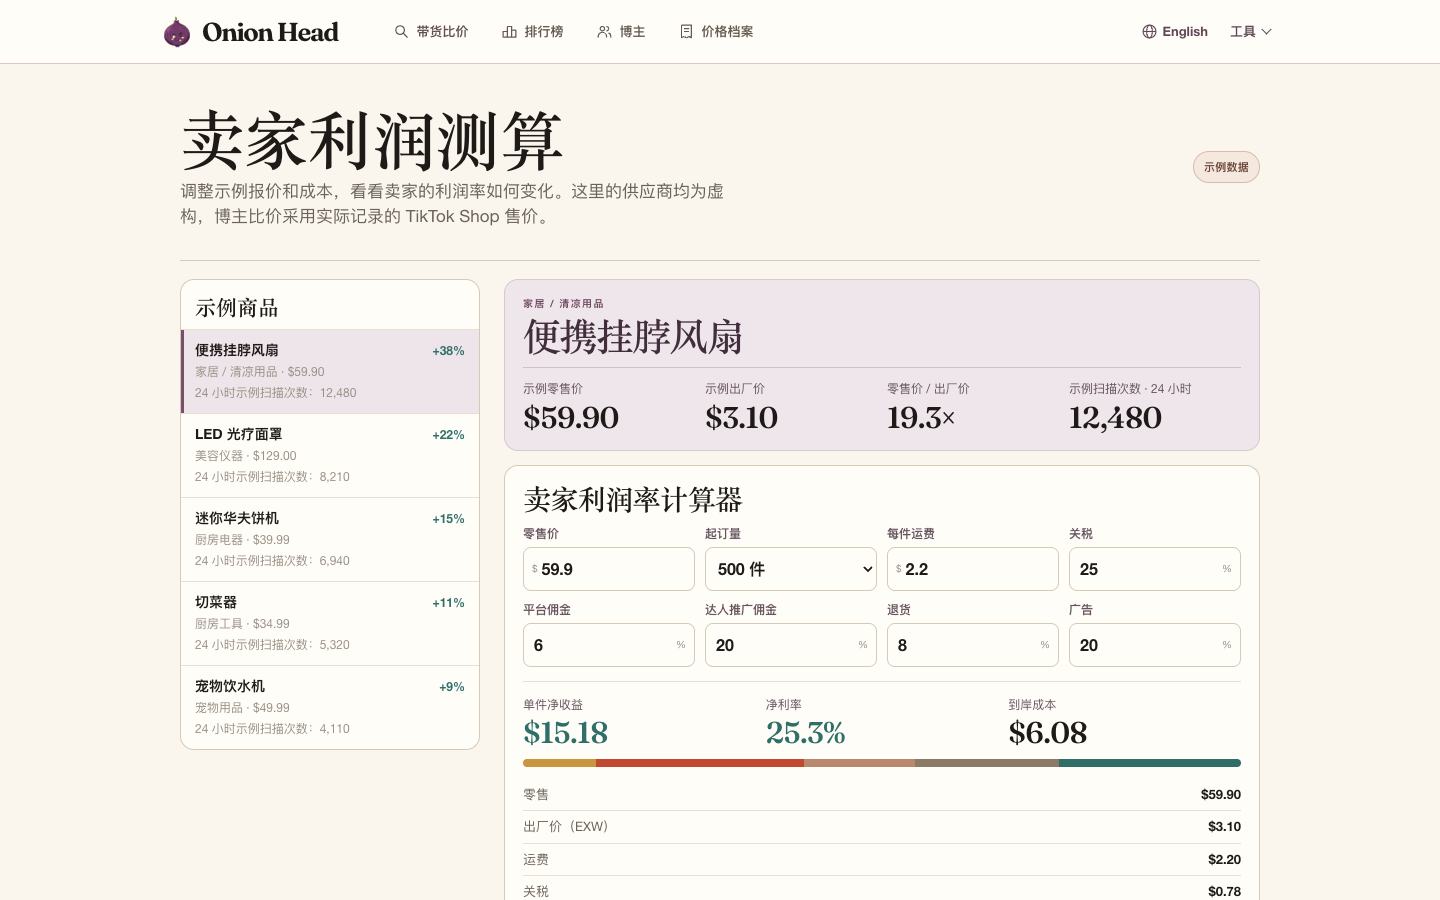 Onion Head
带货比价
排行榜
博主
价格档案
English
工具
卖家利润测算
调整示例报价和成本，看看卖家的利润率如何变化。这里的供应商均为虚
构，博主比价采用实际记录的 TikTok Shop 售价。
示例数据
示例商品
便携挂脖风扇 +38%
家居 / 清凉用品 · $59.90
24 小时示例扫描次数：12,480
LED 光疗面罩 +22%
美容仪器 · $129.00
24 小时示例扫描次数：8,210
迷你华夫饼机 +15%
厨房电器 · $39.99
24 小时示例扫描次数：6,940
切菜器 +11%
厨房工具 · $34.99
24 小时示例扫描次数：5,320
宠物饮水机 +9%
宠物用品 · $49.99
24 小时示例扫描次数：4,110
家居 / 清凉用品
便携挂脖风扇
示例零售价 示例出厂价 零售价 / 出厂价 示例扫描次数 · 24 小时
$59.90 $3.10 19.3× 12,480
卖家利润率计算器
零售价 起订量 每件运费 关税
$ 59.9 500 件 $ 2.2 25 %
平台佣金 达人推广佣金 退货 广告
6 % 20 % 8 % 20 %
单件净收益 净利率 到岸成本
$15.18 25.3% $6.08
零售 $59.90
出厂价（EXW） $3.10
运费 $2.20
关税 $0.78